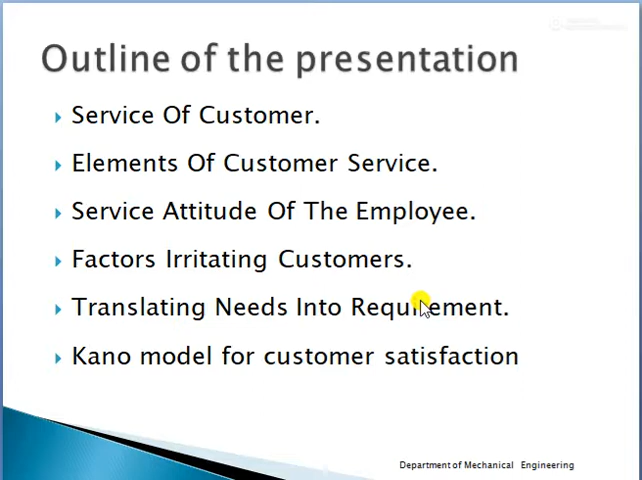 Outline of the presentation
Service Of Customer.
Elements Of Customer Service.
Service Attitude Of The Employee.
Factors Irritating Customers.
Translating Needs Into Requirement.
Kano model for customer satisfaction
Department of Mechanical Engineering